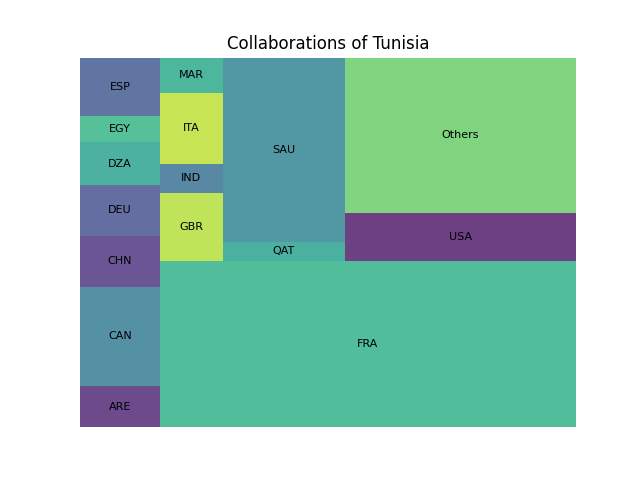 Collaborations of Tunisia
ESP
EGY
DZA
DEU
CHN
CAN
ARE
MAR
ITA
IND
GBR
SAU
QAT
Others
USA
FRA